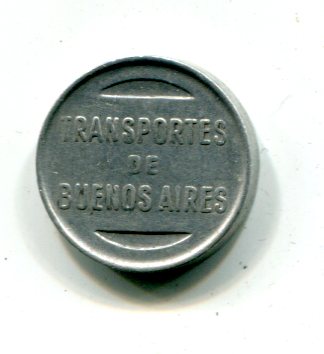 TRANSPORTES
DE
BUENOS AIRES